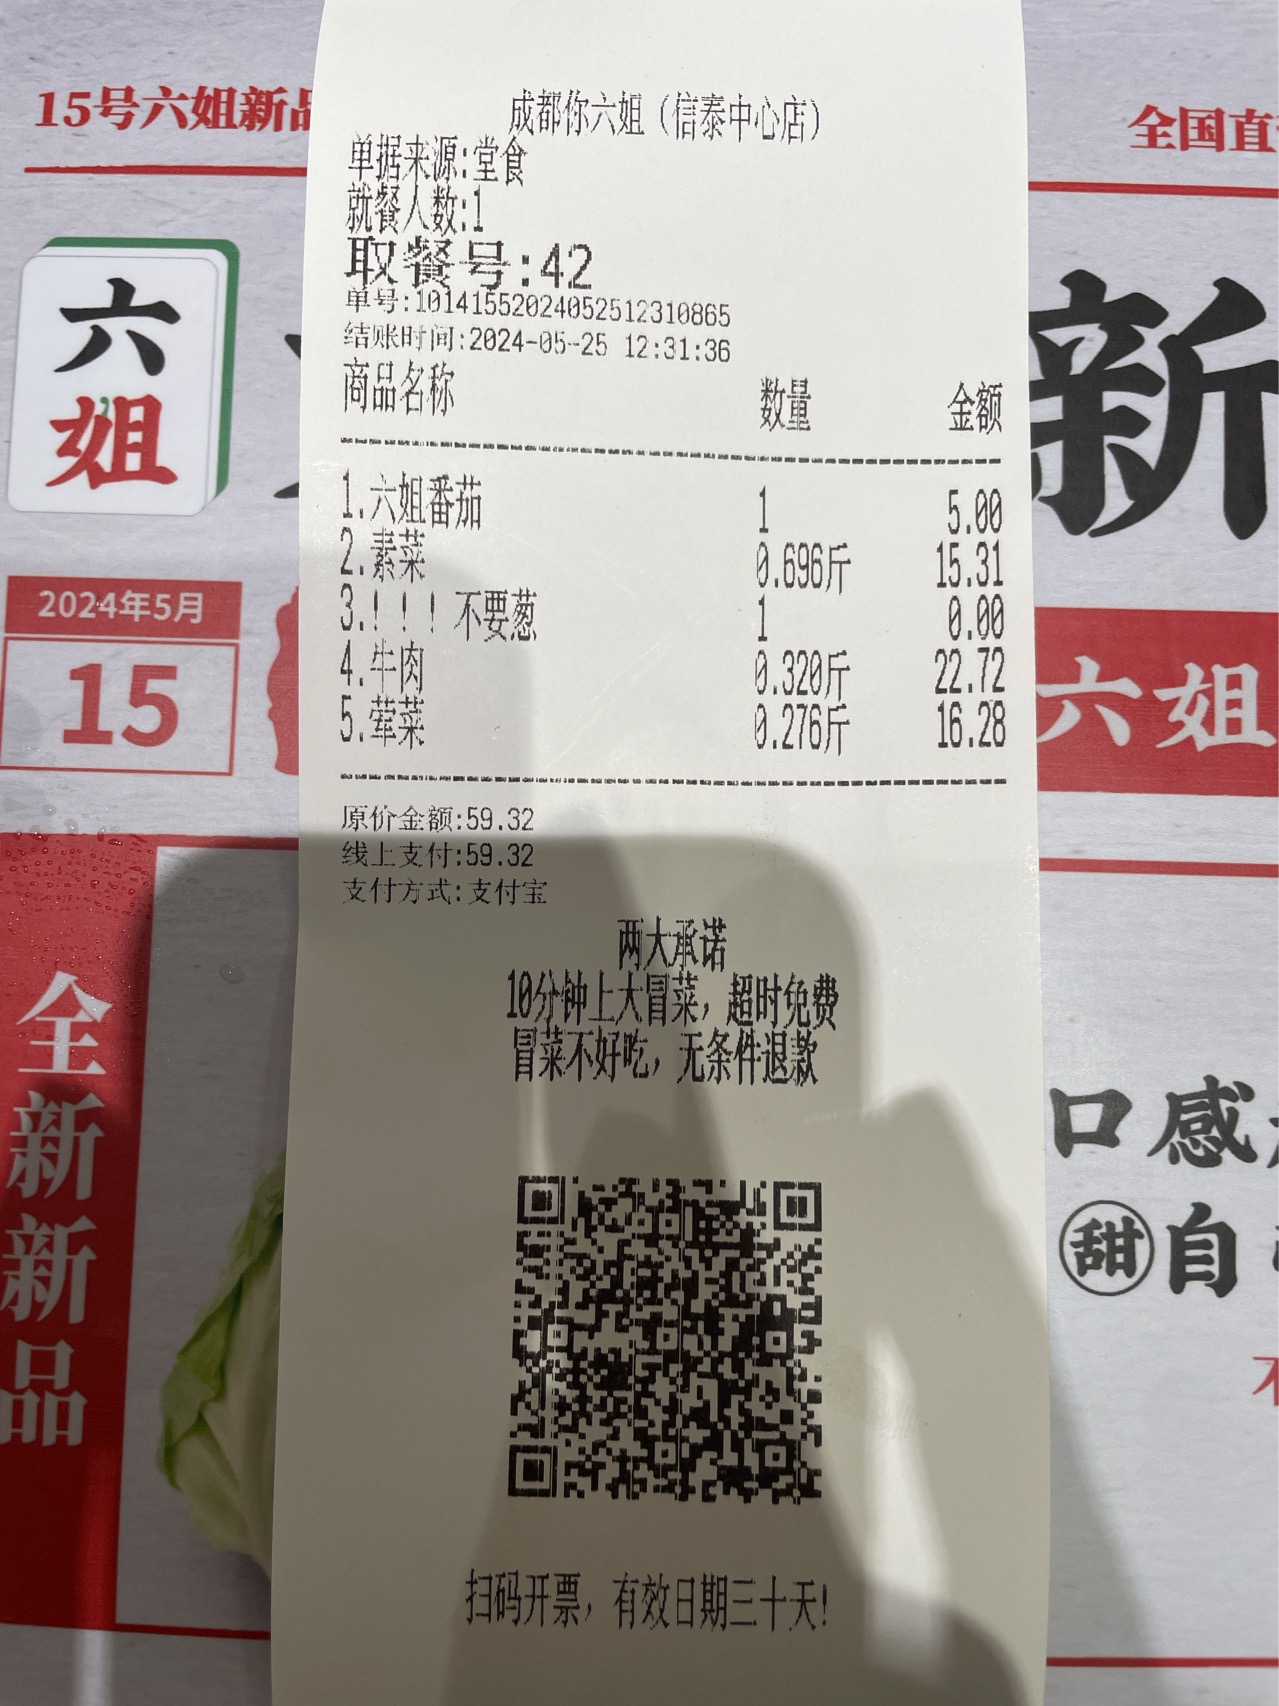 15号六姐新品
全国直
六
姐
新
2024年5月
15
六姐
全新新品
口感
甜自
成都你六姐（信泰中心店）
单据来源:堂食
就餐人数:1
取餐号:42
单号:10141552024052512310865
结账时间:2024-05-25 12:31:36
商品名称 数量 金额
1.六姐番茄 1 5.00
2.素菜 0.696斤 15.31
3.！！！不要葱 1 0.00
4.牛肉 0.320斤 22.72
5.荤菜 0.276斤 16.28
原价金额:59.32
线上支付:59.32
支付方式:支付宝
两大承诺
10分钟上大冒菜，超时免费
冒菜不好吃，无条件退款
扫码开票，有效日期三十天!